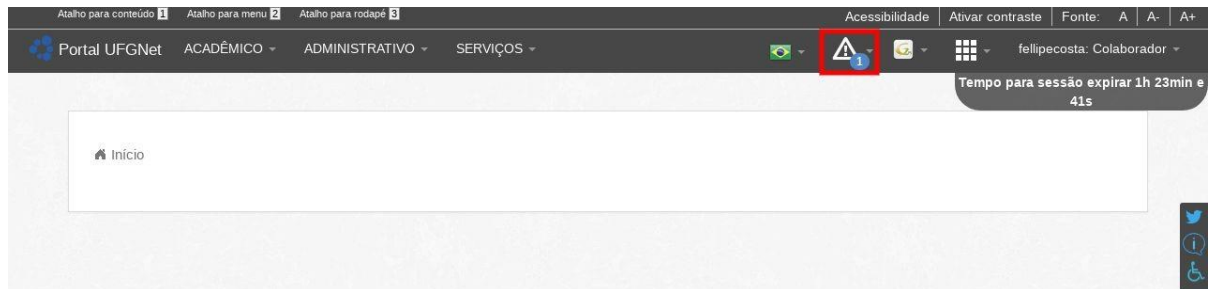 Atalho para conteúdo 1 Atalho para menu 2 Atalho para rodapé 3 Acessibilidade Ativar contraste Fonte: A A- A+
Portal UFGNet ACADÊMICO ADMINISTRATIVO SERVIÇOS 1 G fellipecosta: Colaborador
Tempo para sessão expirar 1h 23min e
41s
Início